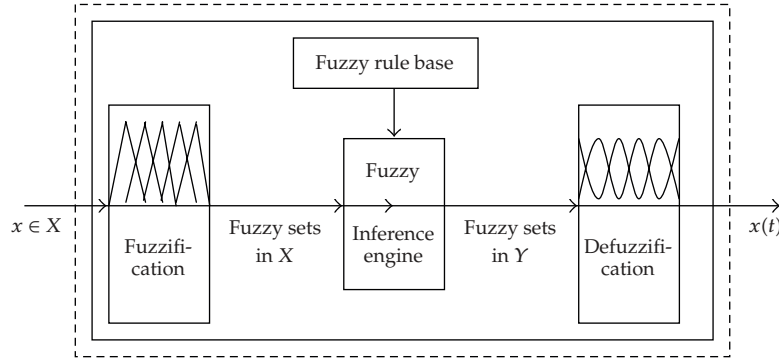 Fuzzy rule base
Fuzzy
x ∈ X
Fuzzifi-
cation
Fuzzy sets
in X
Inference
engine
Fuzzy sets
in Y
Defuzzifi-
cation
x(t)